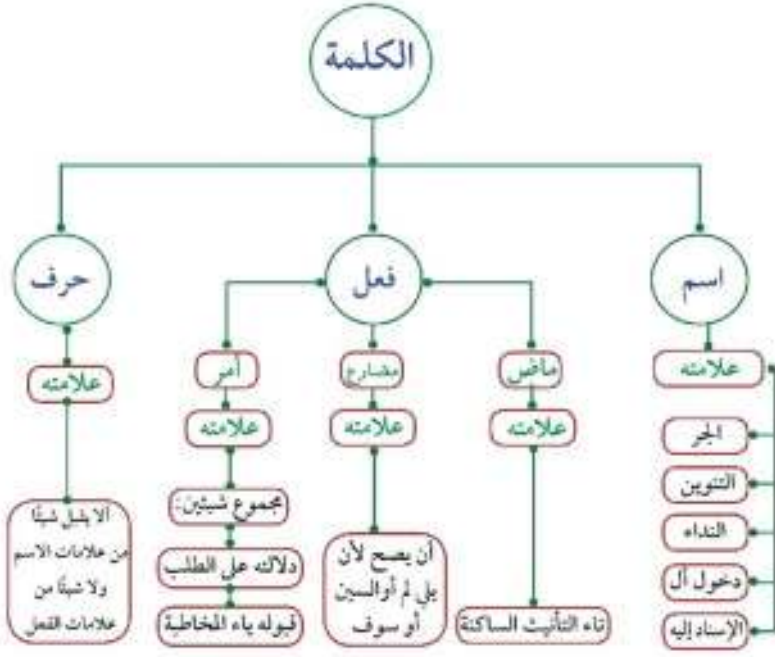 الكلمة
اسم
فعل
حرف
علامته
الجر
التنوين
النداء
دخول أل
الإسناد إليه
ماض
علامته
تاء التأنيث الساكنة
مضارع
علامته
أن يصح لأن
يلي لم أو السين
أو سوف
أمر
علامته
مجموع شيئين:
دلالته على الطلب
قبوله ياء المخاطبة
علامته
ألا يقبل شيئًا
من علامات الاسم
ولا شيئًا من
علامات الفعل